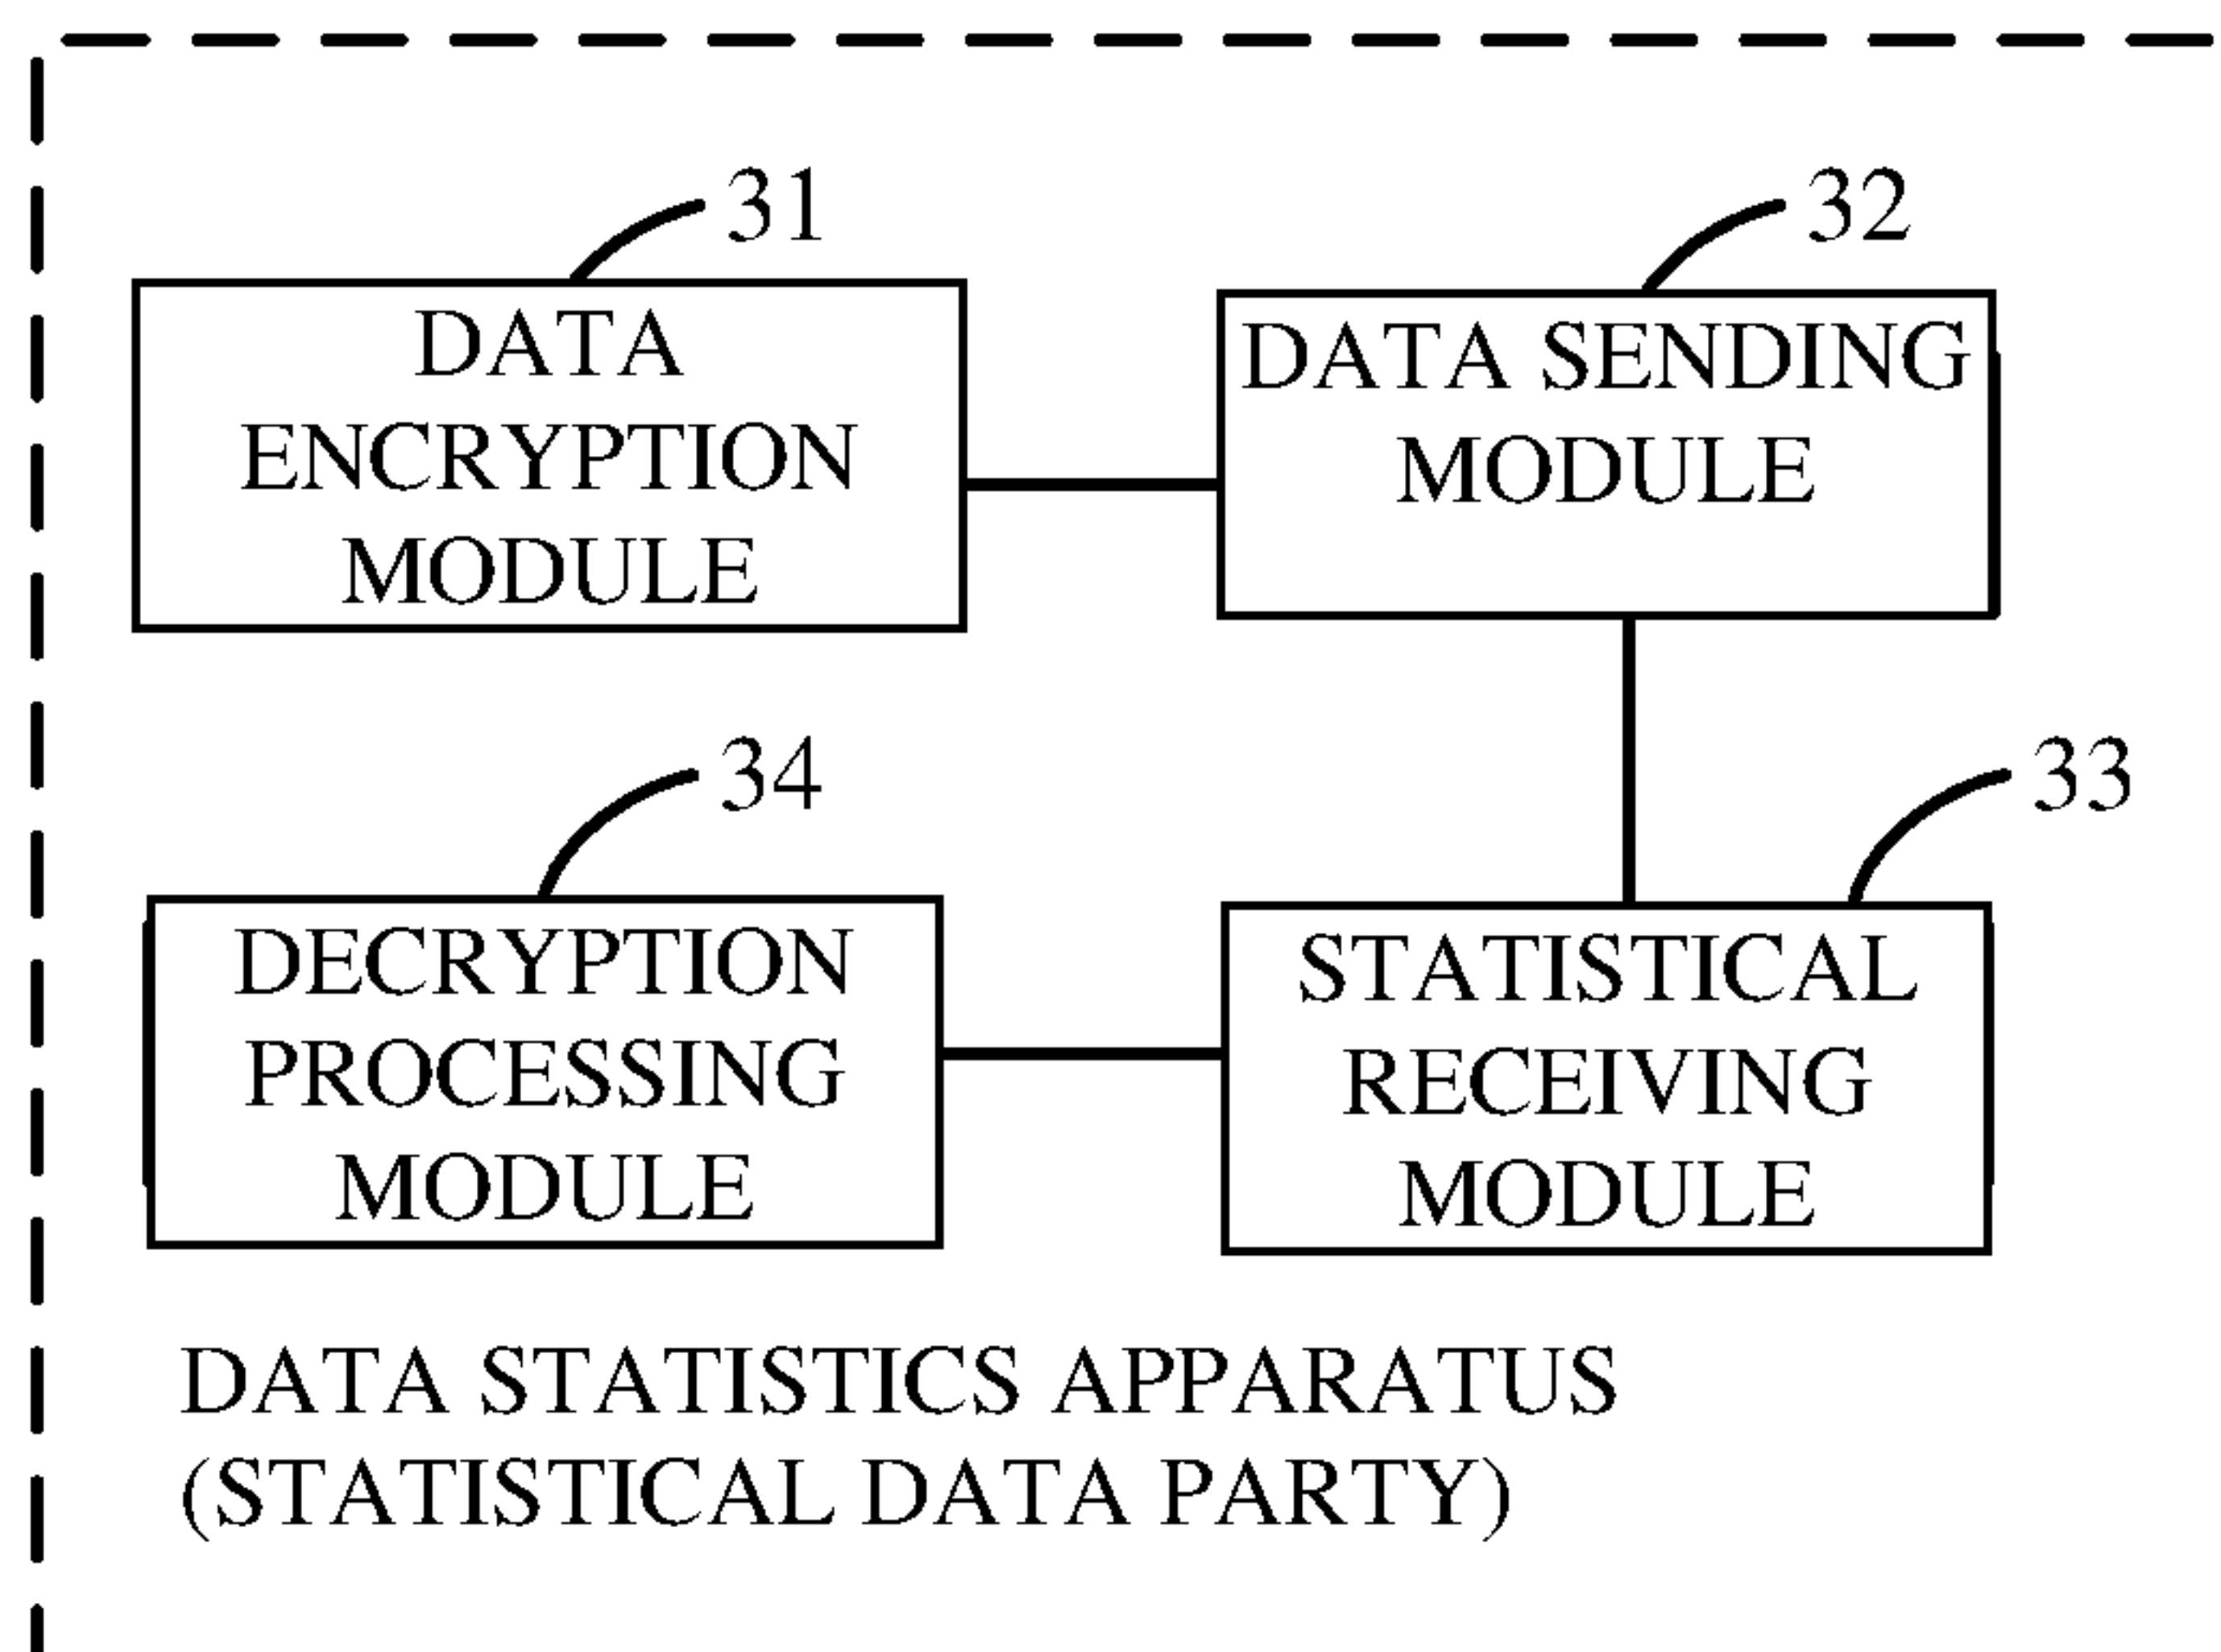 31
DATA
ENCRYPTION
MODULE
32
DATA SENDING
MODULE
34
DECRYPTION
PROCESSING
MODULE
33
STATISTICAL
RECEIVING
MODULE
DATA STATISTICS APPARATUS
(STATISTICAL DATA PARTY)